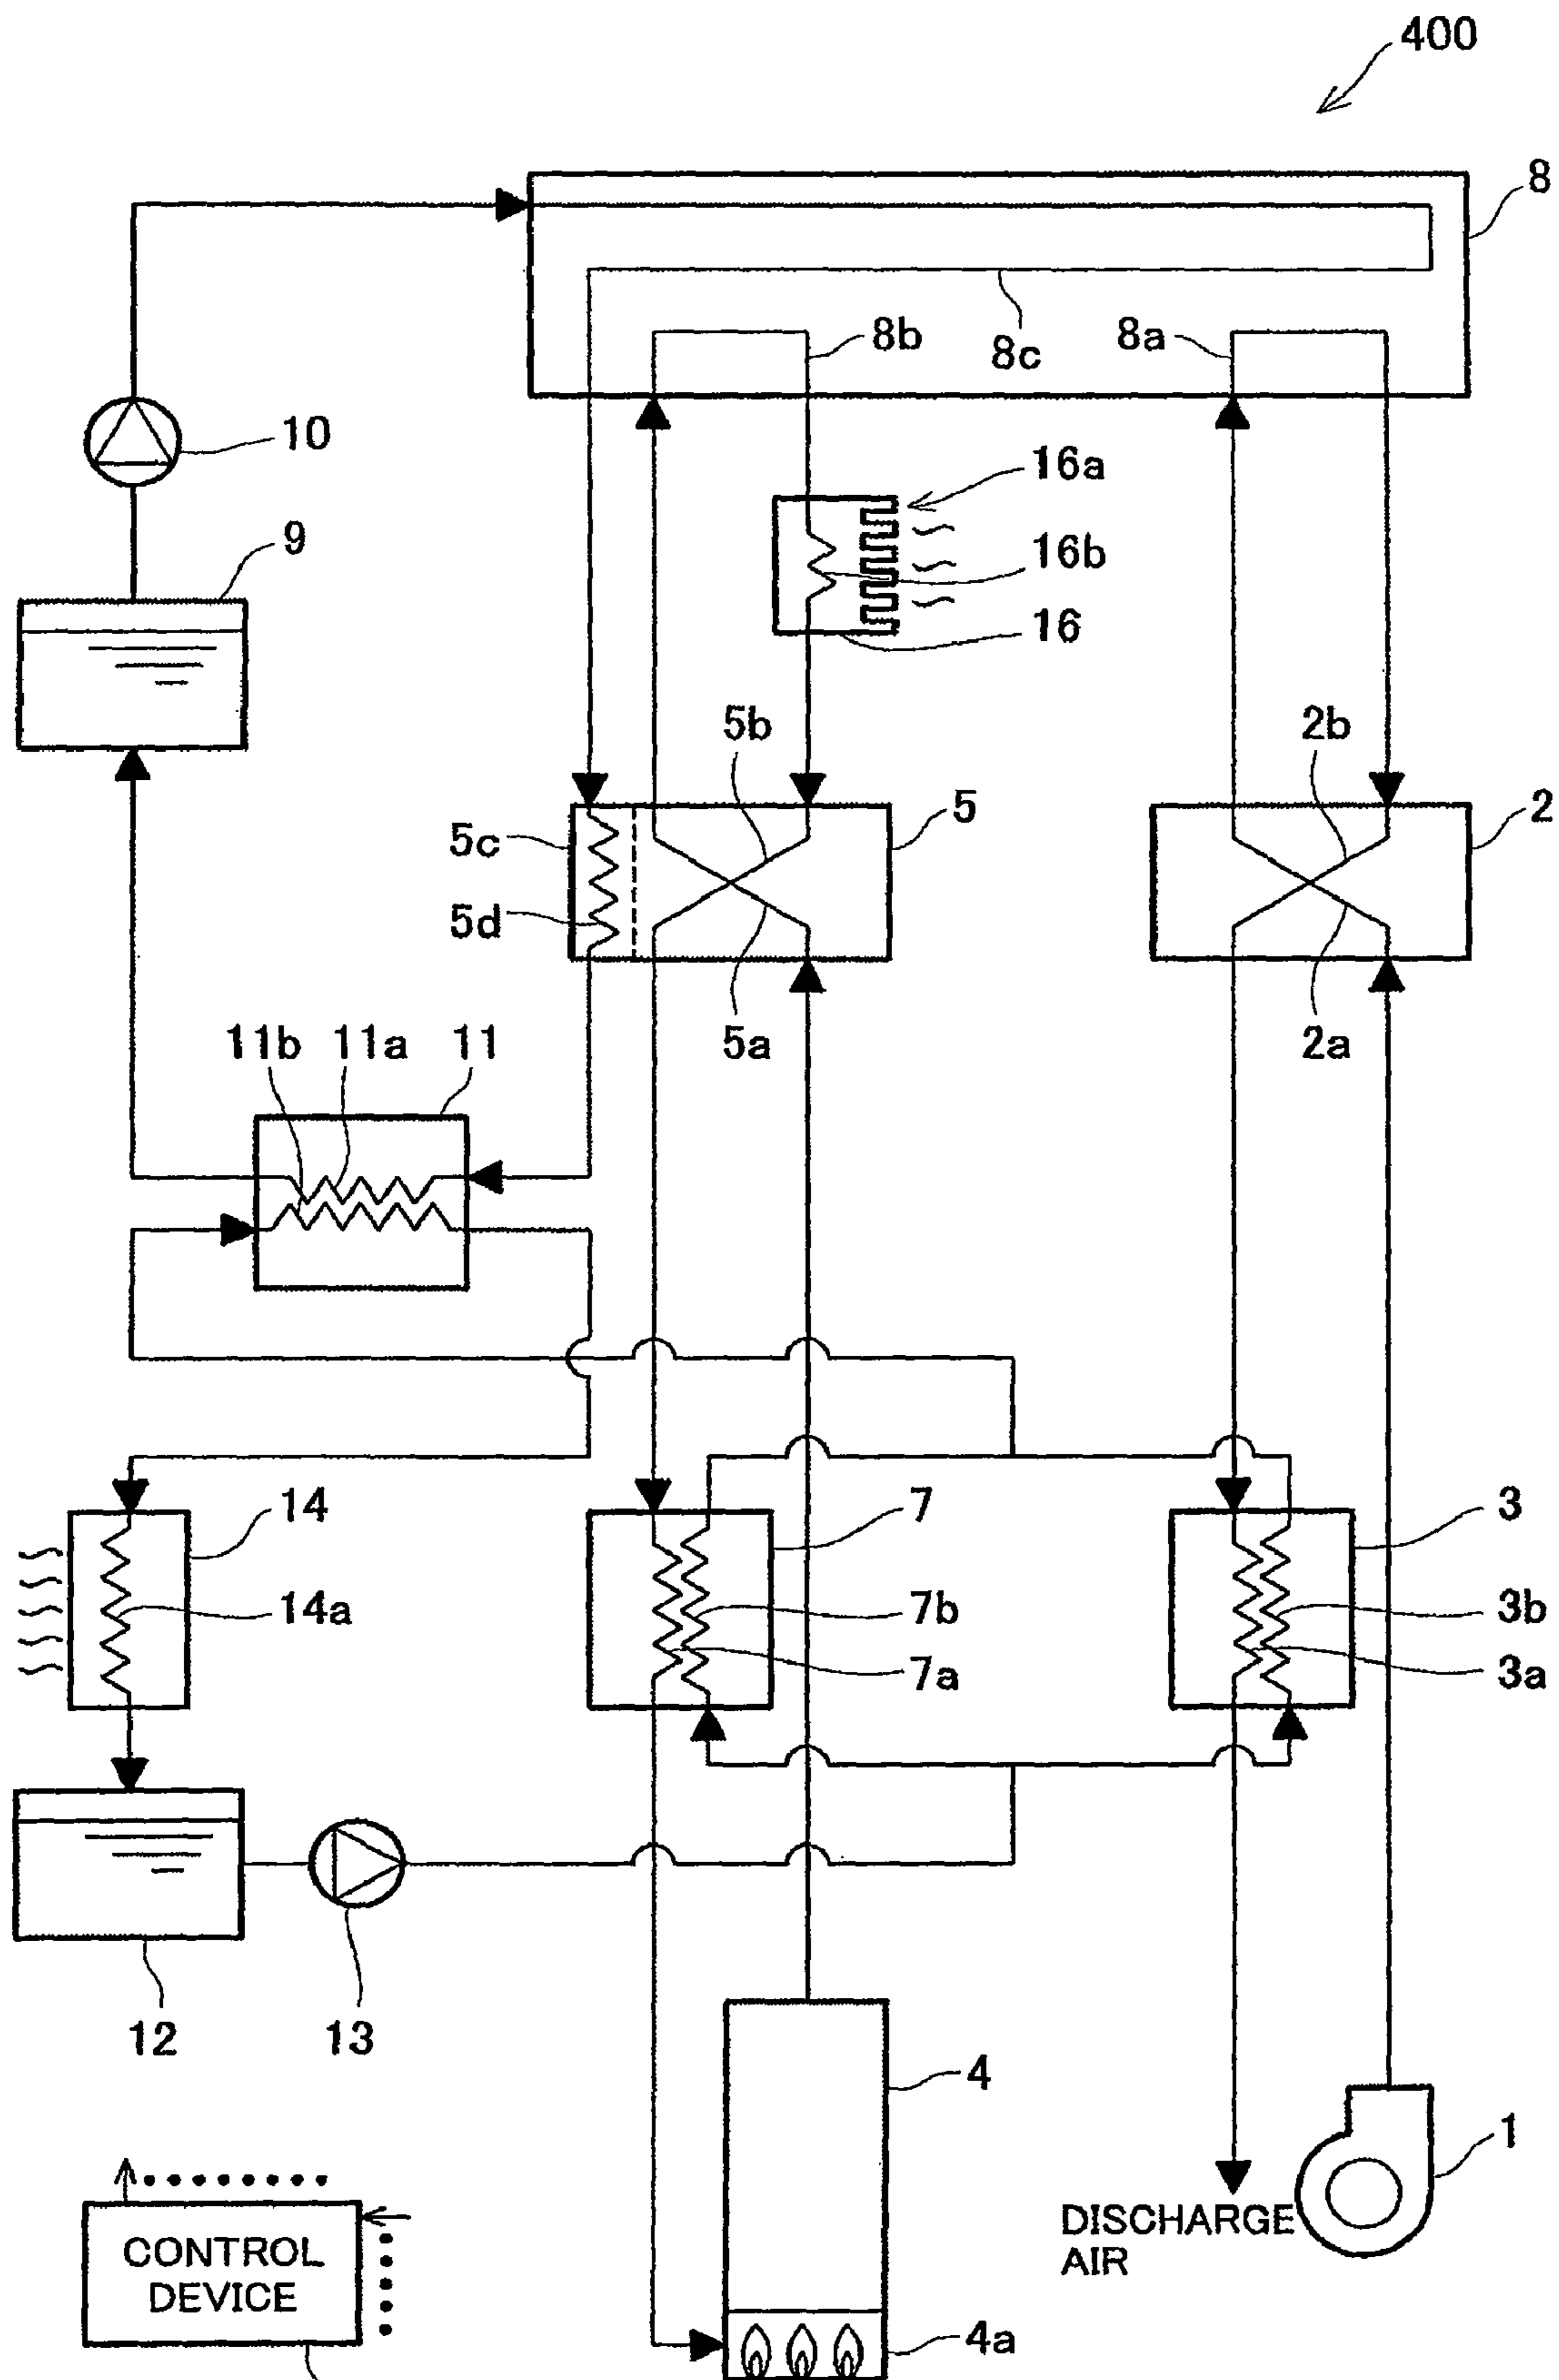 400
8
8b
8c
8a
10
16a
9
16b
16
5b
2b
5c
5
2
5d
11b
11a
11
5a
2a
14
7
3
14a
7b
3b
7a
3a
12
13
4
1
DISCHARGE
AIR
CONTROL
DEVICE
4a